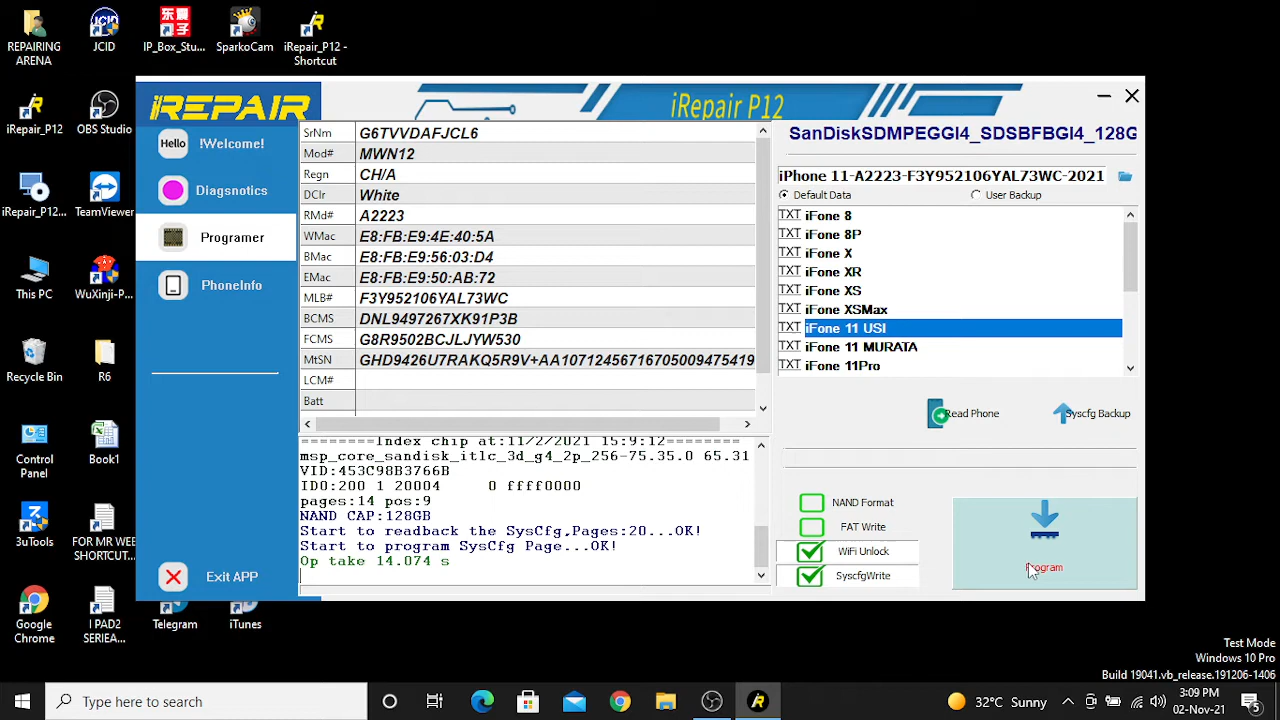 REPAIRING
ARENA
JCID
IP_Box_Stu...
SparkoCam
iRepair_P12 -
Shortcut
iRepair_P12
OBS Studio
iRepair_P12...
TeamViewer
This PC
WuXinji-P...
Recycle Bin
R6
Control
Panel
Book1
3uTools
FOR MR WEE
SHORTCUT...
Google
Chrome
I PAD2
SERIEA...
Telegram
iTunes
iREPAIR
iRepair P12
Hello
!Welcome!
Diagsnotics
Programer
PhoneInfo
Exit APP
SrNm G6TVVDAFJCL6
Mod# MWN12
Regn CH/A
DClr White
RMd# A2223
WMac E8:FB:E9:4E:40:5A
BMac E8:FB:E9:56:03:D4
EMac E8:FB:E9:50:AB:72
MLB# F3Y952106YAL73WC
BCMS DNL9497267XK91P3B
FCMS G8R9502BCJLJYW530
MtSN GHD9426U7RAKQ5R9V+AA10712456716705009475419
LCM#
Batt
=======Index chip at:11/2/2021 15:9:12=======
msp_core_sandisk_itlc_3d_g4_2p_256-75.35.0 65.31
VID:453C98B3766B
ID0:200 1 20004 0 ffff0000
pages:14 pos:9
NAND CAP:128GB
Start to readback the SysCfg,Pages:20...OK!
Start to program SysCfg Page...OK!
Op take 14.074 s
SanDiskSDMPEGGI4_SDSBFBGI4_128G
iPhone 11-A2223-F3Y952106YAL73WC-2021
Default Data
User Backup
TXT iFone 8
TXT iFone 8P
TXT iFone X
TXT iFone XR
TXT iFone XS
TXT iFone XSMax
TXT iFone 11 USI
TXT iFone 11 MURATA
TXT iFone 11Pro
Read Phone
Syscfg Backup
NAND Format
FAT Write
WiFi Unlock
SyscfgWrite
Program
Test Mode
Windows 10 Pro
Build 19041.vb_release.191206-1406
Type here to search
32°C Sunny
3:09 PM
02-Nov-21
5